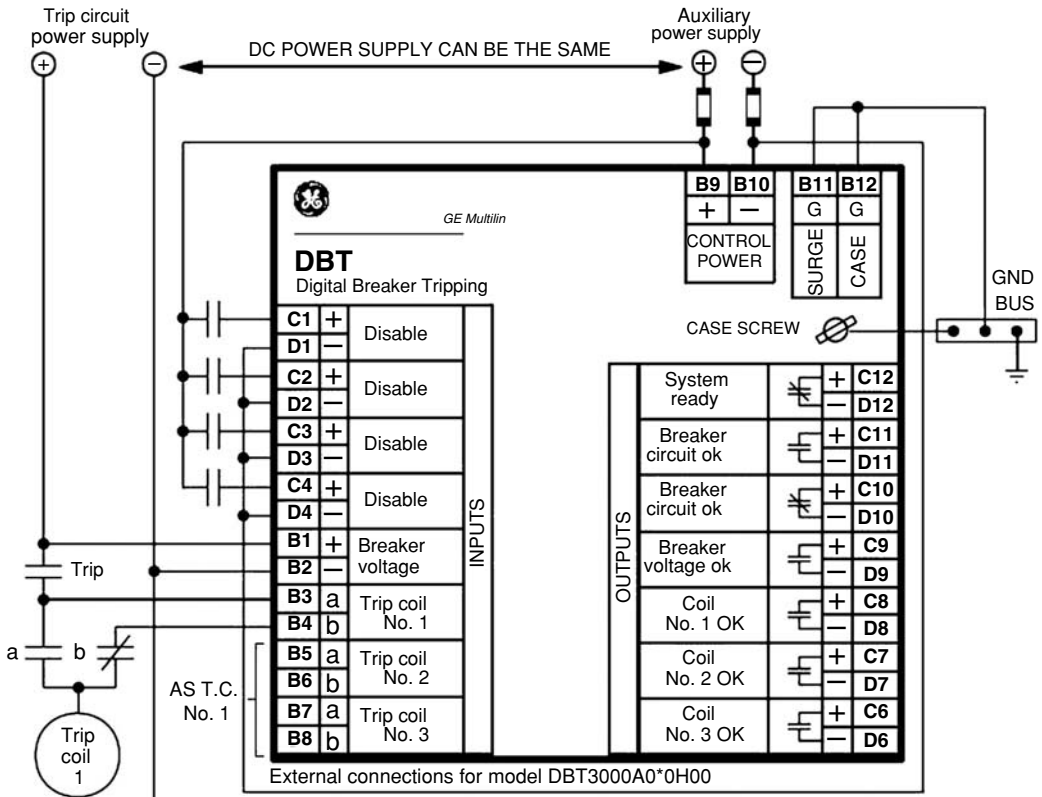 Trip circuit
power supply
+
−
DC POWER SUPPLY CAN BE THE SAME
Auxiliary
power supply
+
−
B9 B10 B11 B12
+ − G G
CONTROL
POWER
SURGE
CASE
GE Multilin
DBT
Digital Breaker Tripping
GND
BUS
CASE SCREW
INPUTS
C1 + Disable
D1 −
C2 + Disable
D2 −
C3 + Disable
D3 −
C4 + Disable
D4 −
B1 + Breaker
B2 − voltage
B3 a Trip coil
B4 b No. 1
B5 a Trip coil
B6 b No. 2
B7 a Trip coil
B8 b No. 3
Trip
a
b
AS T.C.
No. 1
Trip
coil
1
OUTPUTS
System + C12
ready − D12
Breaker + C11
circuit ok − D11
Breaker + C10
circuit ok − D10
Breaker + C9
voltage ok − D9
Coil + C8
No. 1 OK − D8
Coil + C7
No. 2 OK − D7
Coil + C6
No. 3 OK − D6
External connections for model DBT3000A0*0H00